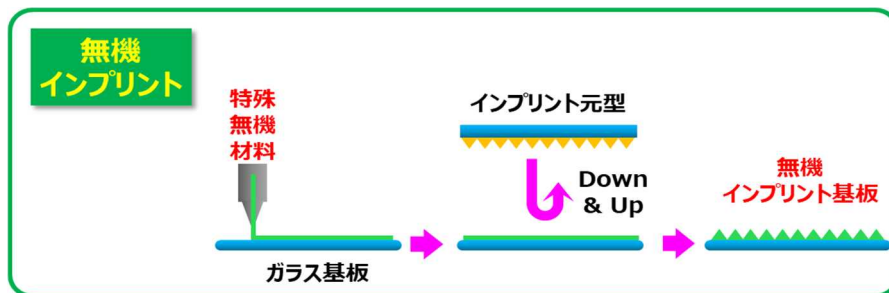 無機
インプリント
特殊
無機
材料
ガラス基板
インプリント元型
Down
& Up
無機
インプリント基板